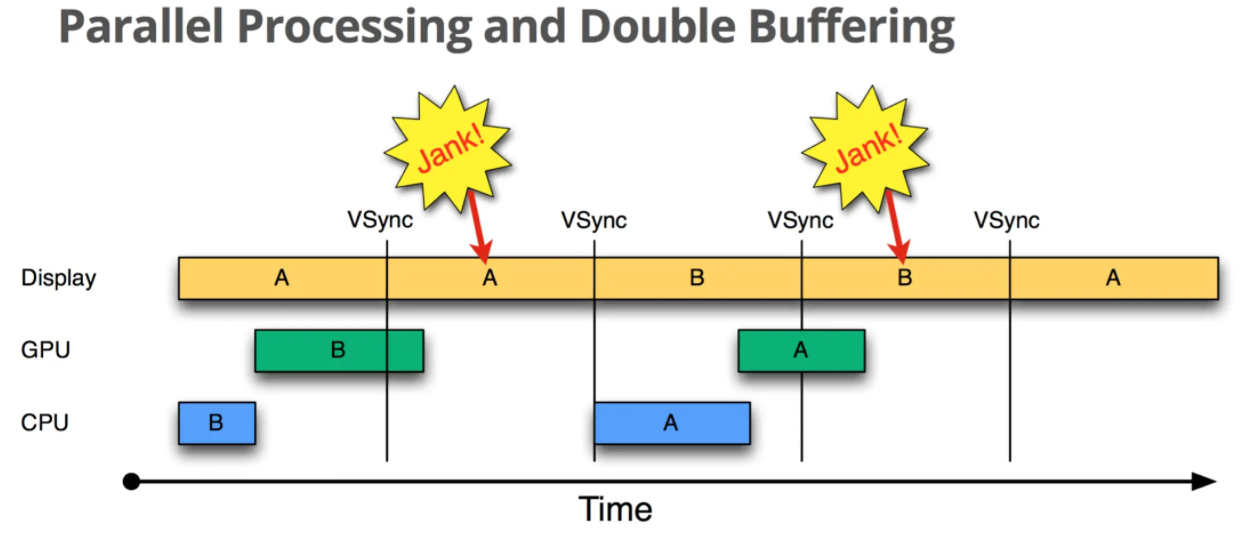 Parallel Processing and Double Buffering
Jank!
Jank!
VSync
VSync
VSync
VSync
Display
A
A
B
B
A
GPU
B
A
CPU
B
A
Time